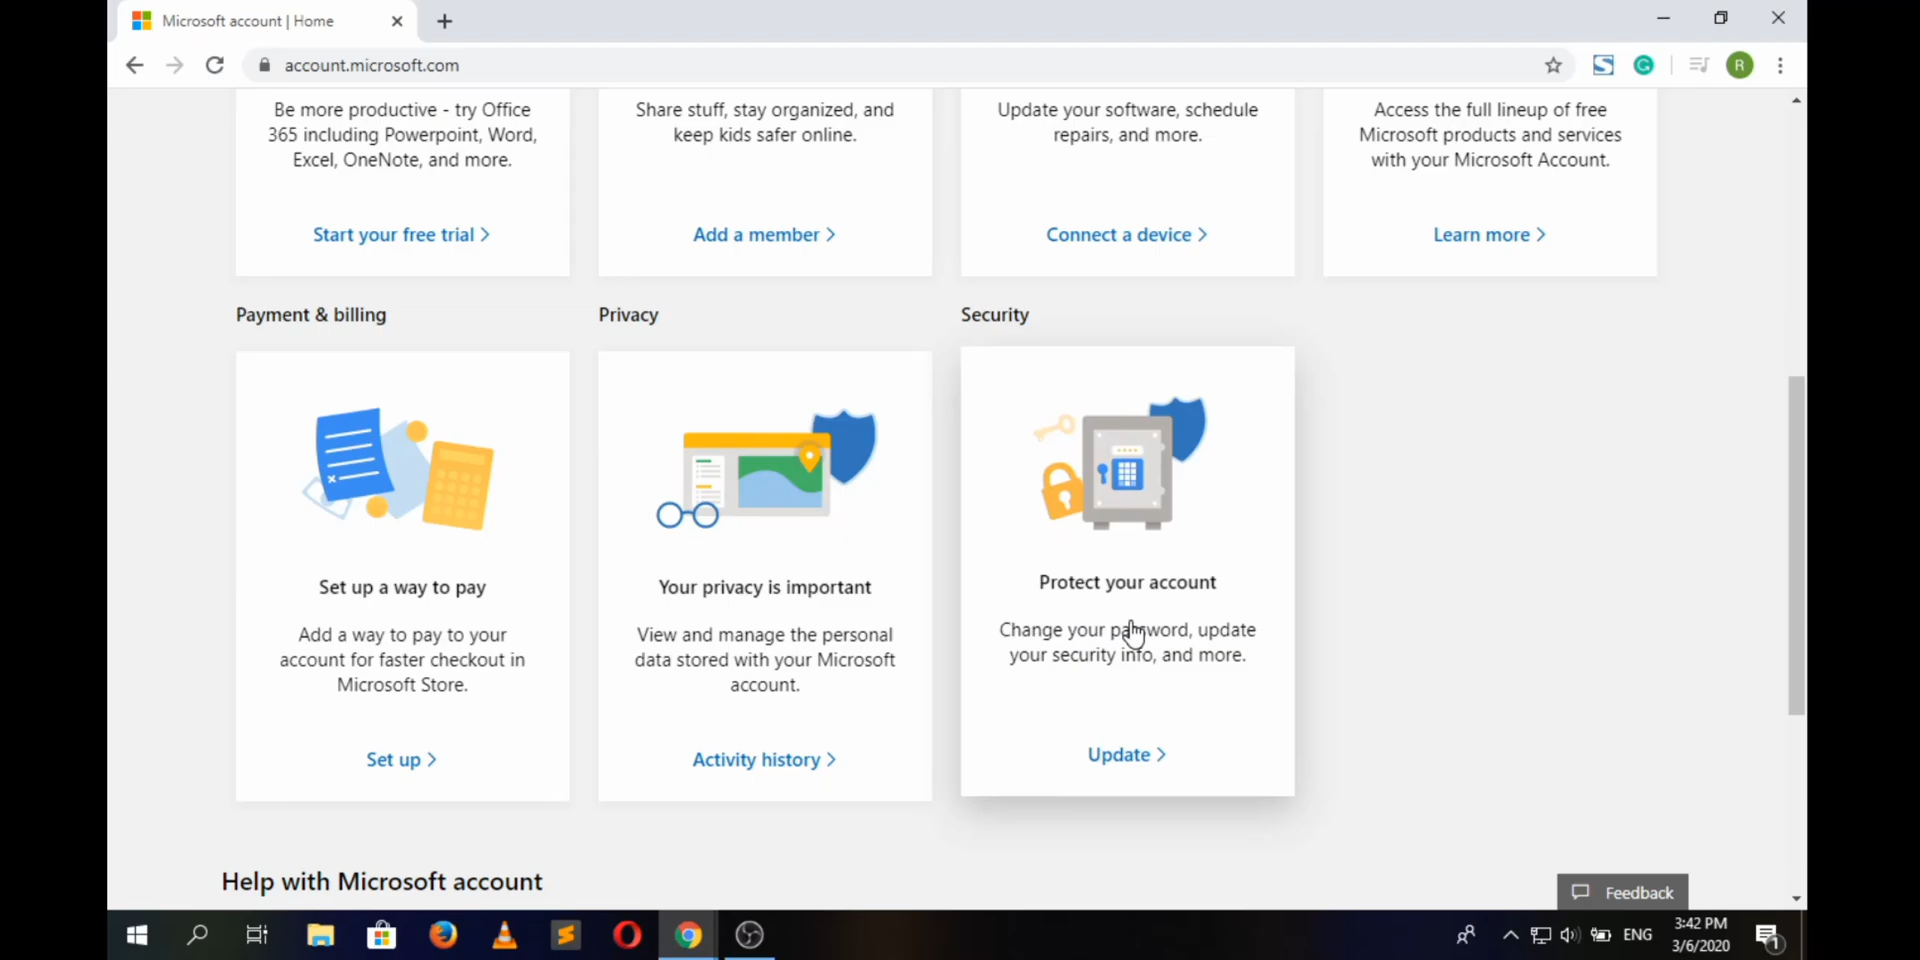 Microsoft account | Home
account.microsoft.com
R
Be more productive - try Office
365 including Powerpoint, Word,
Excel, OneNote, and more.
Start your free trial
Share stuff, stay organized, and
keep kids safer online.
Add a member
Update your software, schedule
repairs, and more.
Connect a device
Access the full lineup of free
Microsoft products and services
with your Microsoft Account.
Learn more
Payment & billing
Set up a way to pay
Add a way to pay to your
account for faster checkout in
Microsoft Store.
Set up
Privacy
Your privacy is important
View and manage the personal
data stored with your Microsoft
account.
Activity history
Security
Protect your account
Change your password, update
your security info, and more.
Update
Help with Microsoft account
Feedback
ENG
3:42 PM
3/6/2020
1